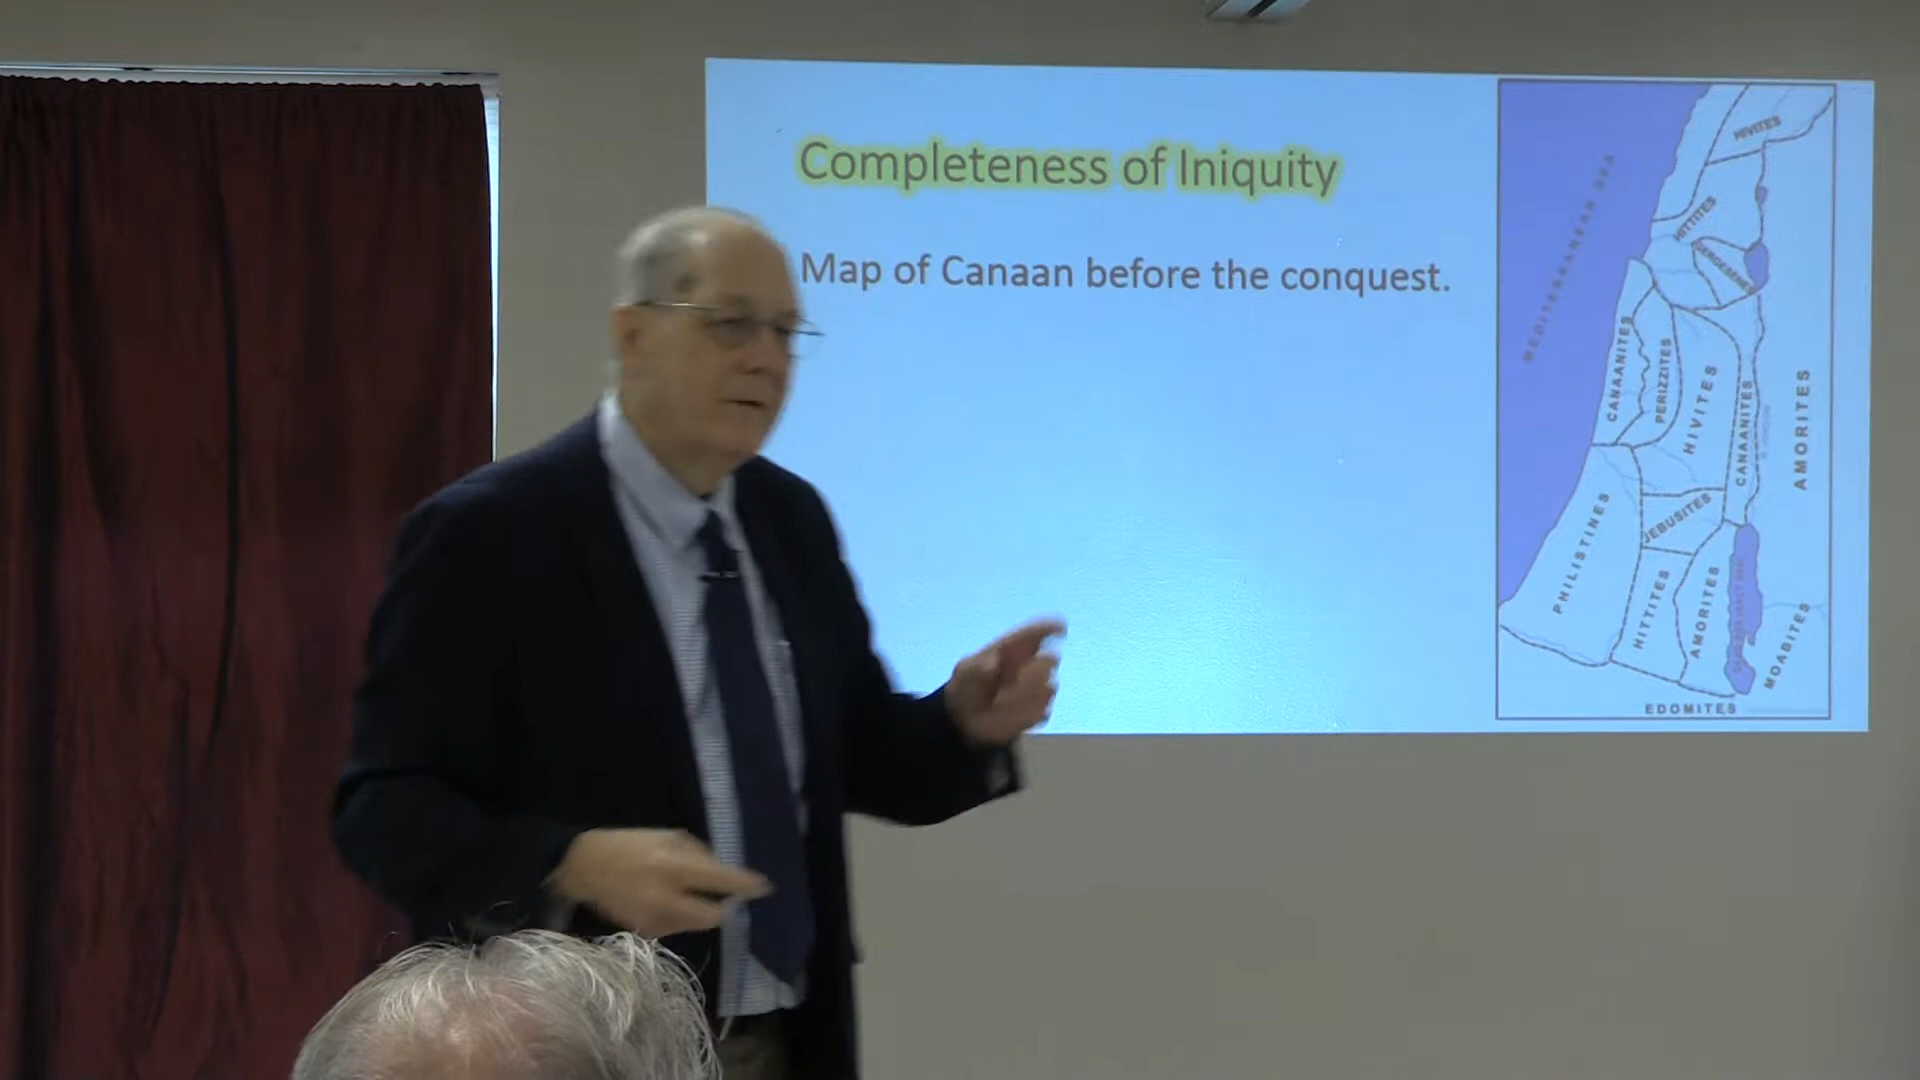 Completeness of Iniquity
Map of Canaan before the conquest.
HIVITES
MEDITERRANEAN SEA
HITTITES
CANAANITES
PERIZZITES
HIVITES
CANAANITES
AMORITES
PHILISTINES
JEBUSITES
HITTITES
AMORITES
MOABITES
EDOMITES